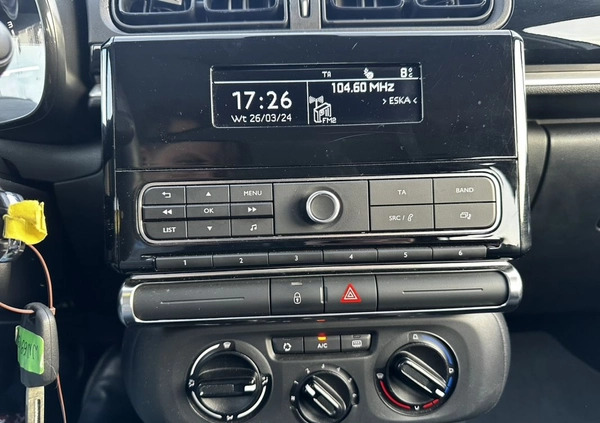 TA 8°C
17:26 104.60 MHz
> ESKA <
Wt 26/03/24 FM2
MENU TA BAND
OK SRC /
LIST
1 2 3 4 5 6
A/C